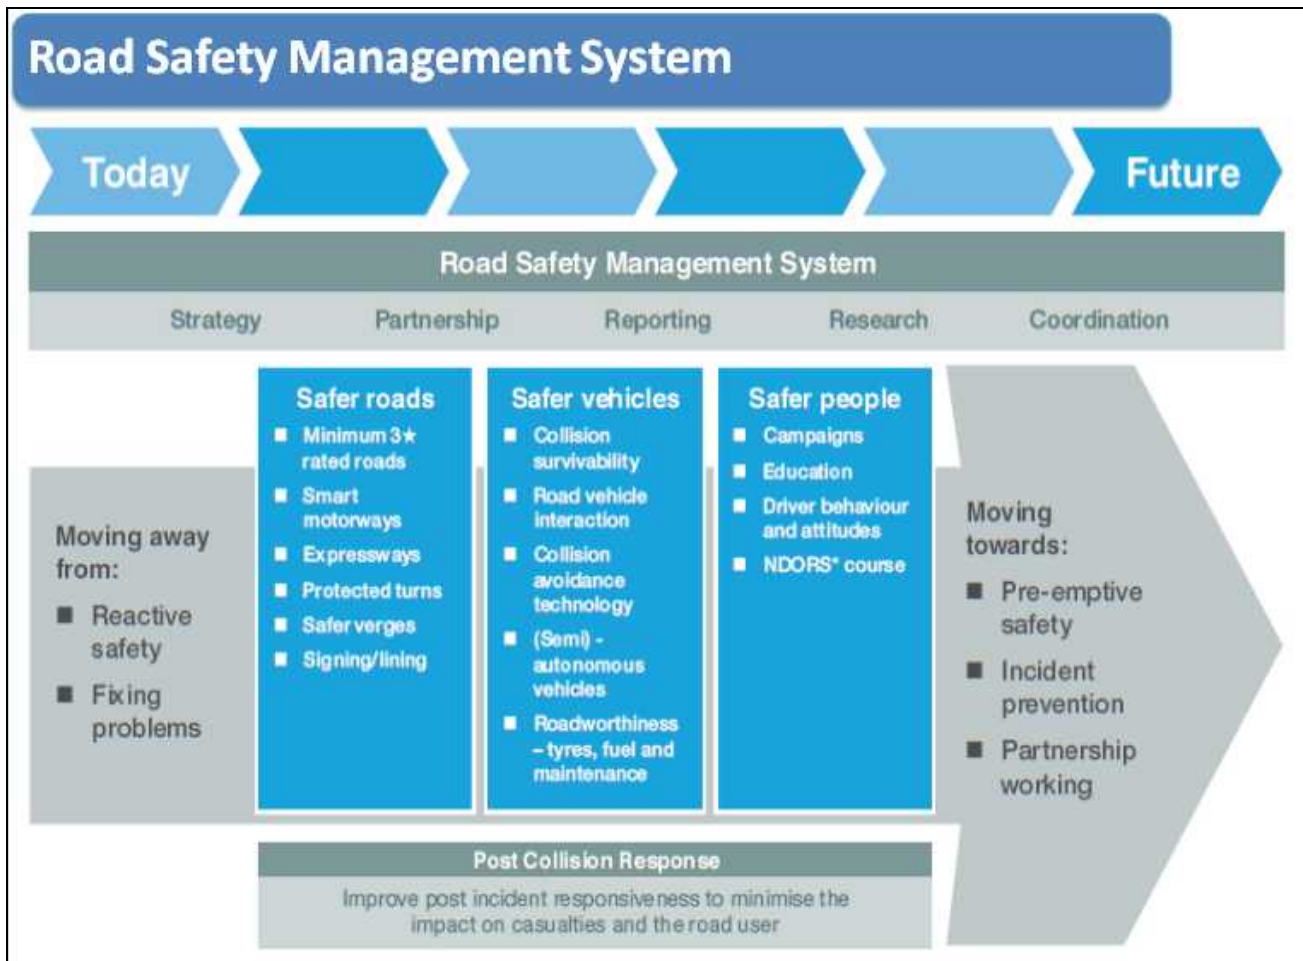 Road Safety Management System
Today
Future
Road Safety Management System
Strategy Partnership Reporting Research Coordination
Moving away
from:
■ Reactive
safety
■ Fixing
problems
Safer roads
■ Minimum 3★
rated roads
■ Smart
motorways
■ Expressways
■ Protected turns
■ Safer verges
■ Signing/lining
Safer vehicles
■ Collision
survivability
■ Road vehicle
interaction
■ Collision
avoidance
technology
■ (Semi) -
autonomous
vehicles
■ Roadworthiness
– tyres, fuel and
maintenance
Safer people
■ Campaigns
■ Education
■ Driver behaviour
and attitudes
■ NDORS* course
Moving
towards:
■ Pre-emptive
safety
■ Incident
prevention
■ Partnership
working
Post Collision Response
Improve post incident responsiveness to minimise the
impact on casualties and the road user